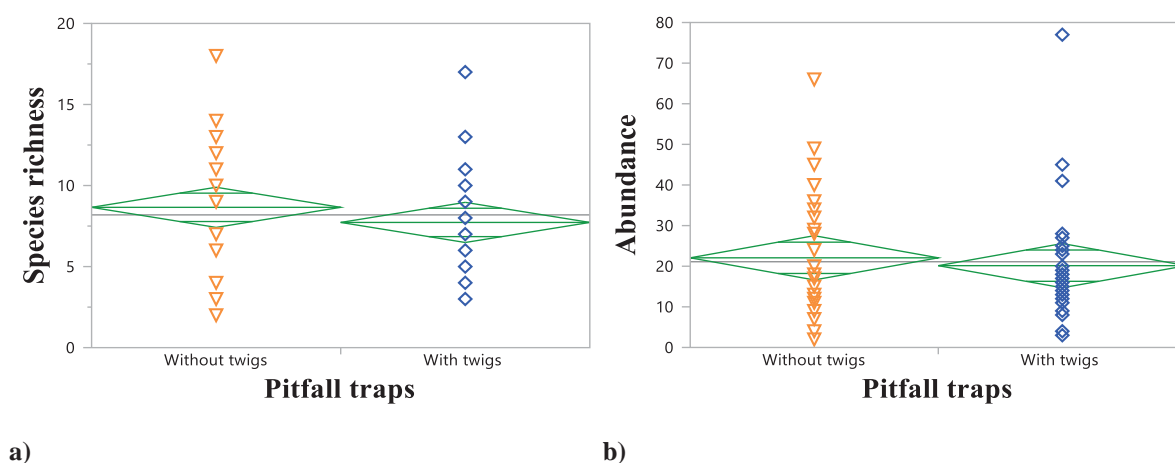 20
15
10
5
0
Species richness
Without twigs
With twigs
Pitfall traps
a)
80
70
60
50
40
30
20
10
0
Abundance
Without twigs
With twigs
Pitfall traps
b)